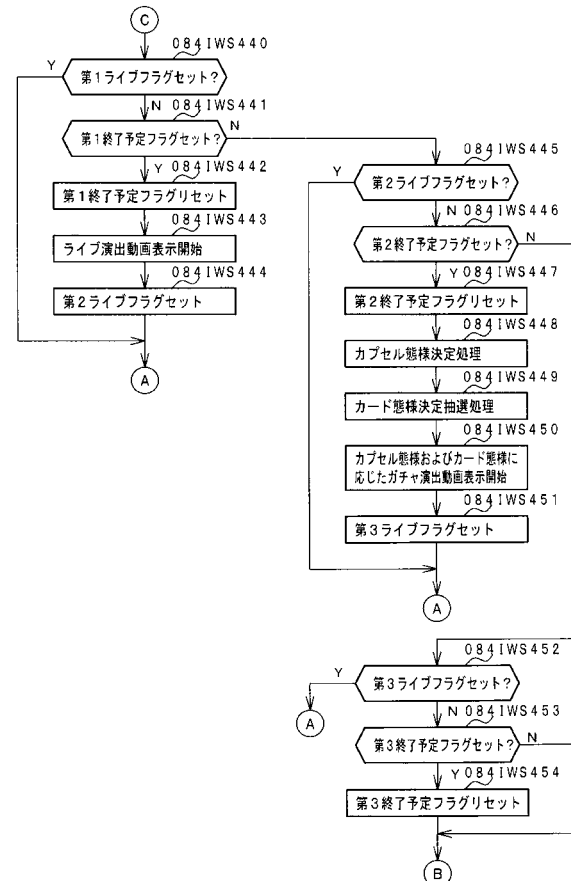 C
084IWS440
Y
第1ライブフラグセット?
N 084IWS441
第1終了予定フラグセット?
N
Y 084IWS442
第1終了予定フラグリセット
084IWS443
ライブ演出動画表示開始
084IWS444
第2ライブフラグセット
A
084IWS445
Y
第2ライブフラグセット?
N 084IWS446
第2終了予定フラグセット?
N
Y 084IWS447
第2終了予定フラグリセット
084IWS448
カプセル態様決定処理
084IWS449
カード態様決定抽選処理
084IWS450
カプセル態様およびカード態様に
応じたガチャ演出動画表示開始
084IWS451
第3ライブフラグセット
A
084IWS452
Y
第3ライブフラグセット?
A
N 084IWS453
第3終了予定フラグセット?
N
Y 084IWS454
第3終了予定フラグリセット
B